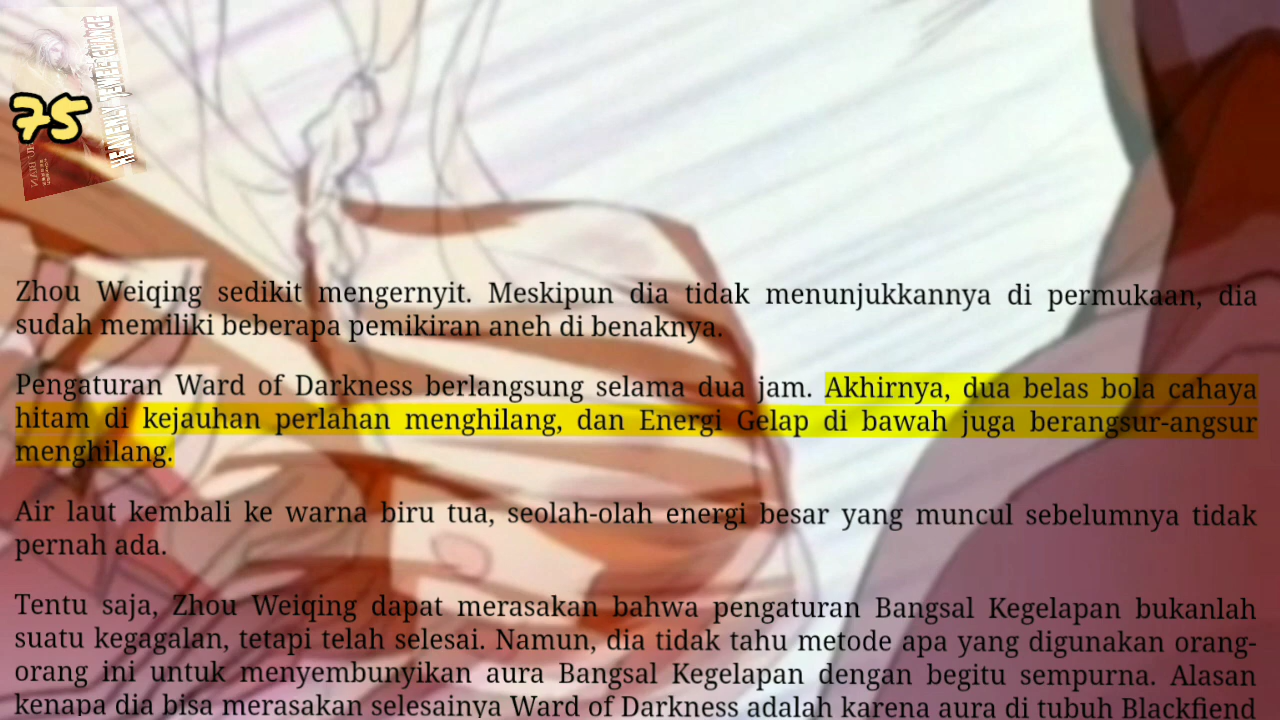 75
HEAVENLY JEWEL CHANGE
Zhou Weiqing sedikit mengernyit. Meskipun dia tidak menunjukkannya di permukaan, dia
sudah memiliki beberapa pemikiran aneh di benaknya.
Pengaturan Ward of Darkness berlangsung selama dua jam. Akhirnya, dua belas bola cahaya
hitam di kejauhan perlahan menghilang, dan Energi Gelap di bawah juga berangsur-angsur
menghilang.
Air laut kembali ke warna biru tua, seolah-olah energi besar yang muncul sebelumnya tidak
pernah ada.
Tentu saja, Zhou Weiqing dapat merasakan bahwa pengaturan Bangsal Kegelapan bukanlah
suatu kegagalan, tetapi telah selesai. Namun, dia tidak tahu metode apa yang digunakan orang-
orang ini untuk menyembunyikan aura Bangsal Kegelapan dengan begitu sempurna. Alasan
kenapa dia bisa merasakan selesainya Ward of Darkness adalah karena aura di tubuh Blackfiend